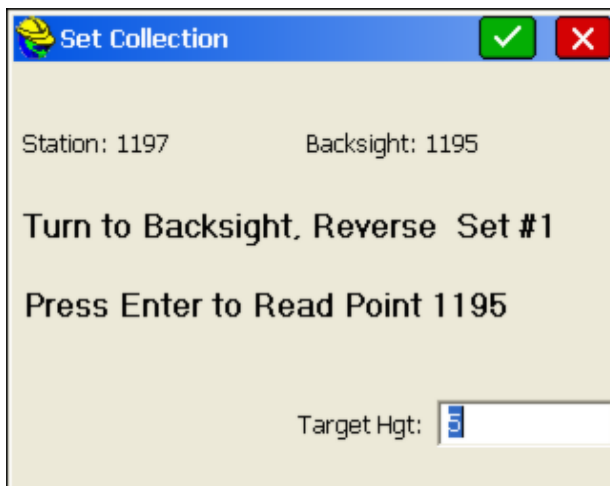 Set Collection
Station: 1197 Backsight: 1195
Turn to Backsight, Reverse Set #1
Press Enter to Read Point 1195
Target Hgt: 5